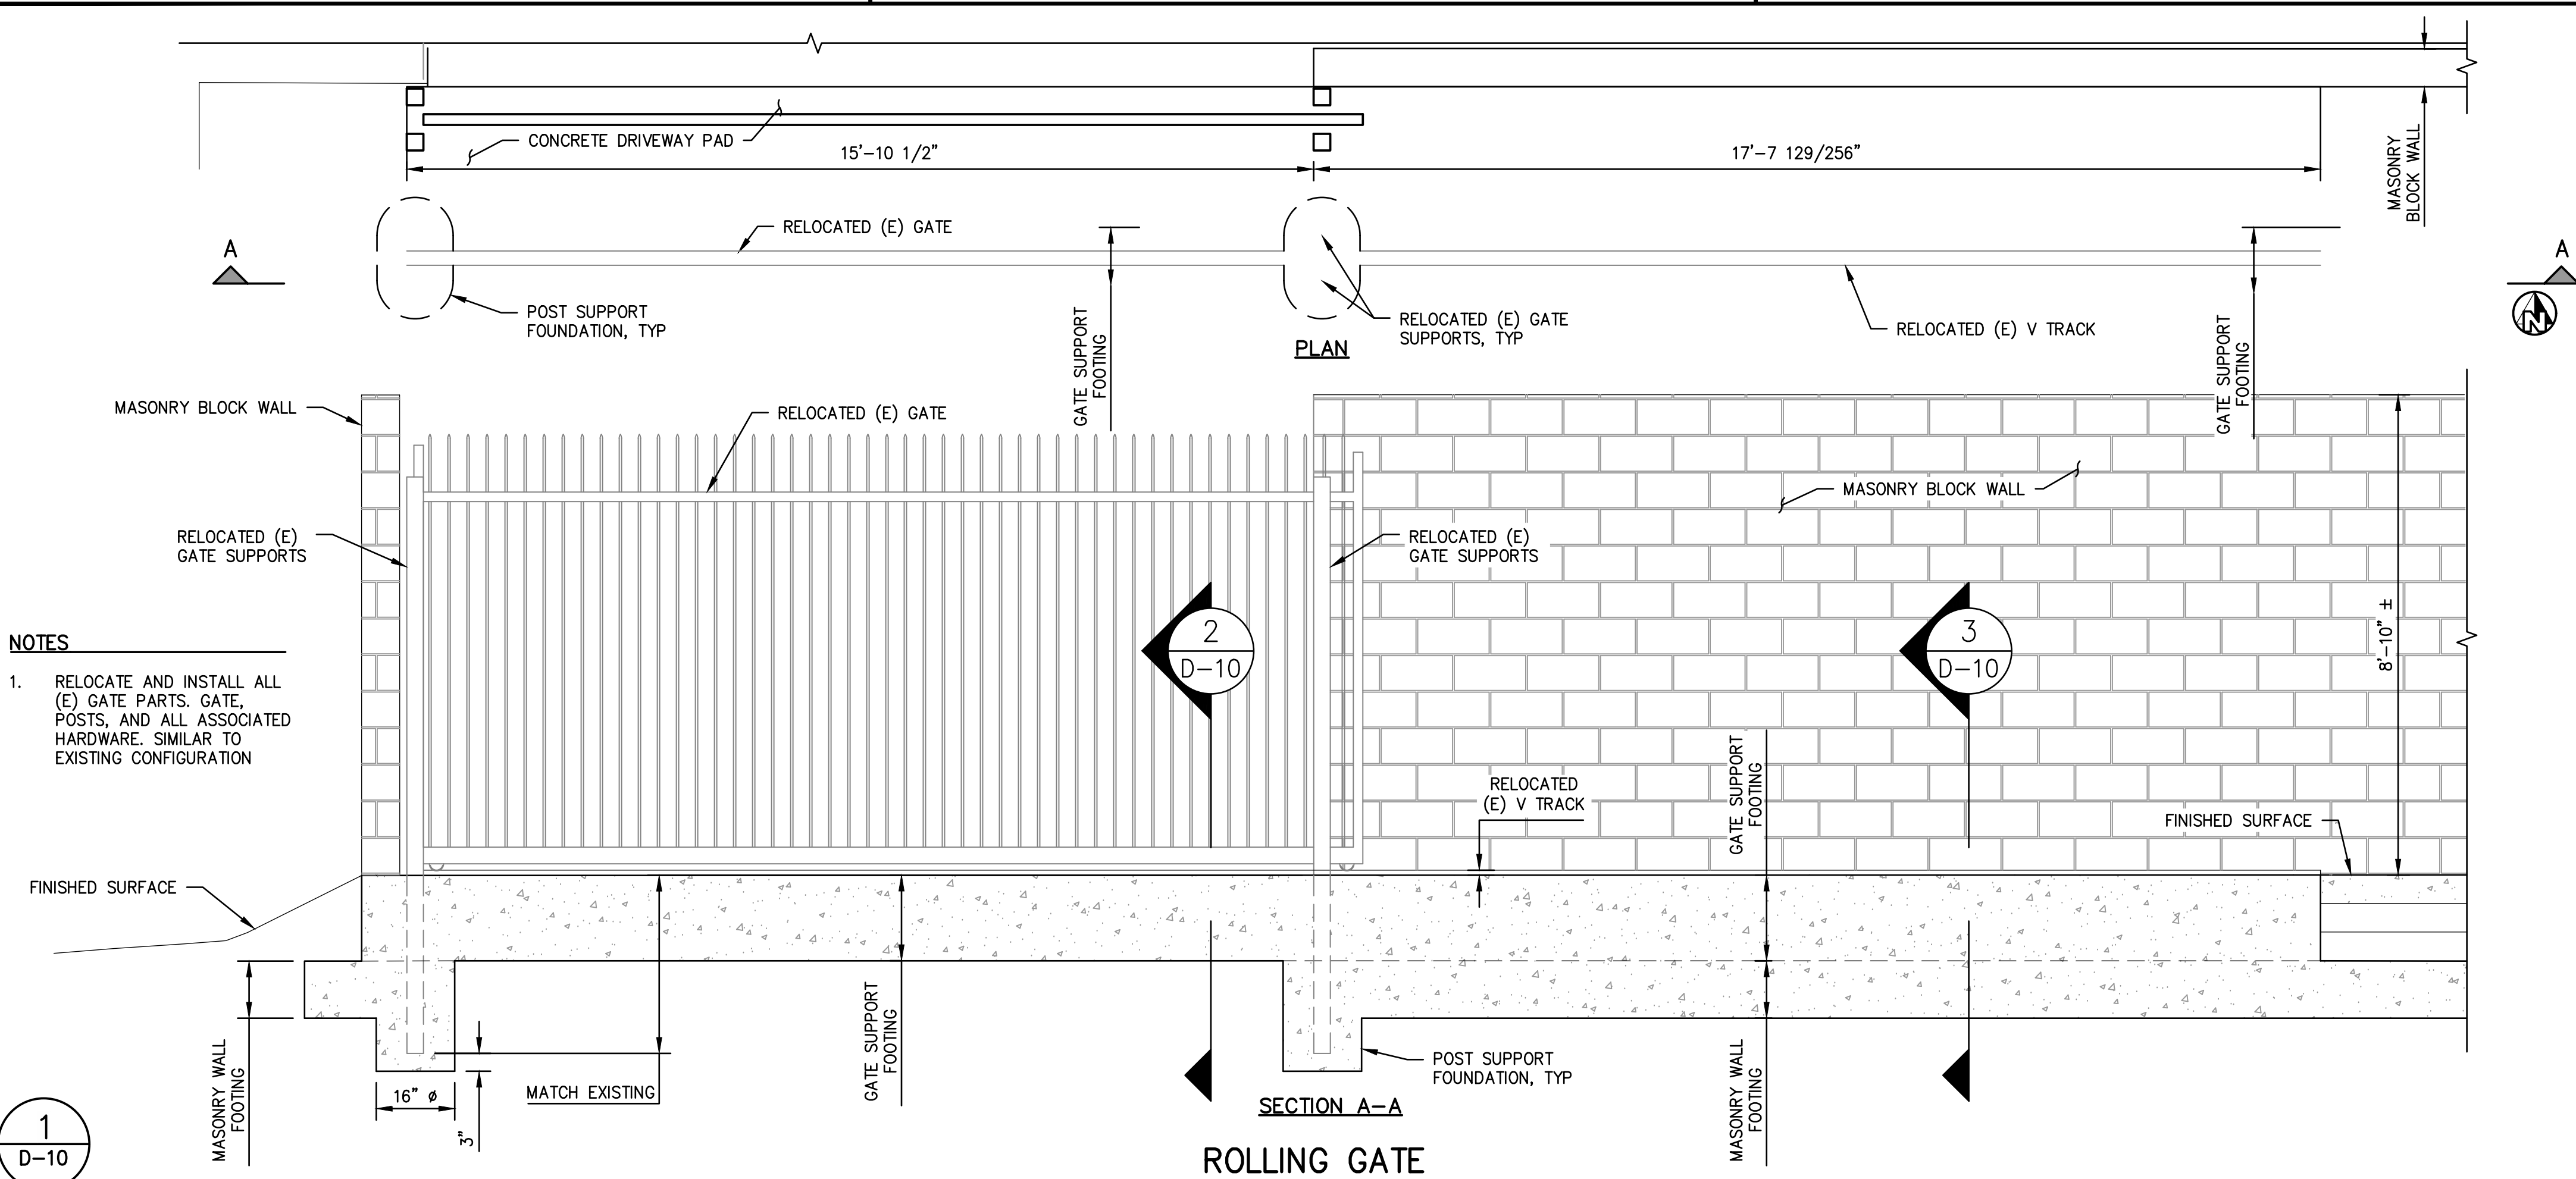 CONCRETE DRIVEWAY PAD
15'-10 1/2"
17'-7 129/256"
MASONRY
BLOCK WALL
A
RELOCATED (E) GATE
A
POST SUPPORT
FOUNDATION, TYP
GATE SUPPORT
FOOTING
RELOCATED (E) GATE
SUPPORTS, TYP
RELOCATED (E) V TRACK
GATE SUPPORT
FOOTING
N
PLAN
MASONRY BLOCK WALL
RELOCATED (E) GATE
MASONRY BLOCK WALL
RELOCATED (E)
GATE SUPPORTS
RELOCATED (E)
GATE SUPPORTS
2
D-10
3
D-10
8'-10" ±
NOTES
1. RELOCATE AND INSTALL ALL
(E) GATE PARTS. GATE,
POSTS, AND ALL ASSOCIATED
HARDWARE. SIMILAR TO
EXISTING CONFIGURATION
RELOCATED
(E) V TRACK
GATE SUPPORT
FOOTING
FINISHED SURFACE
FINISHED SURFACE
MASONRY WALL
FOOTING
16" ø
3"
MATCH EXISTING
GATE SUPPORT
FOOTING
POST SUPPORT
FOUNDATION, TYP
MASONRY WALL
FOOTING
SECTION A-A
1
D-10
ROLLING GATE